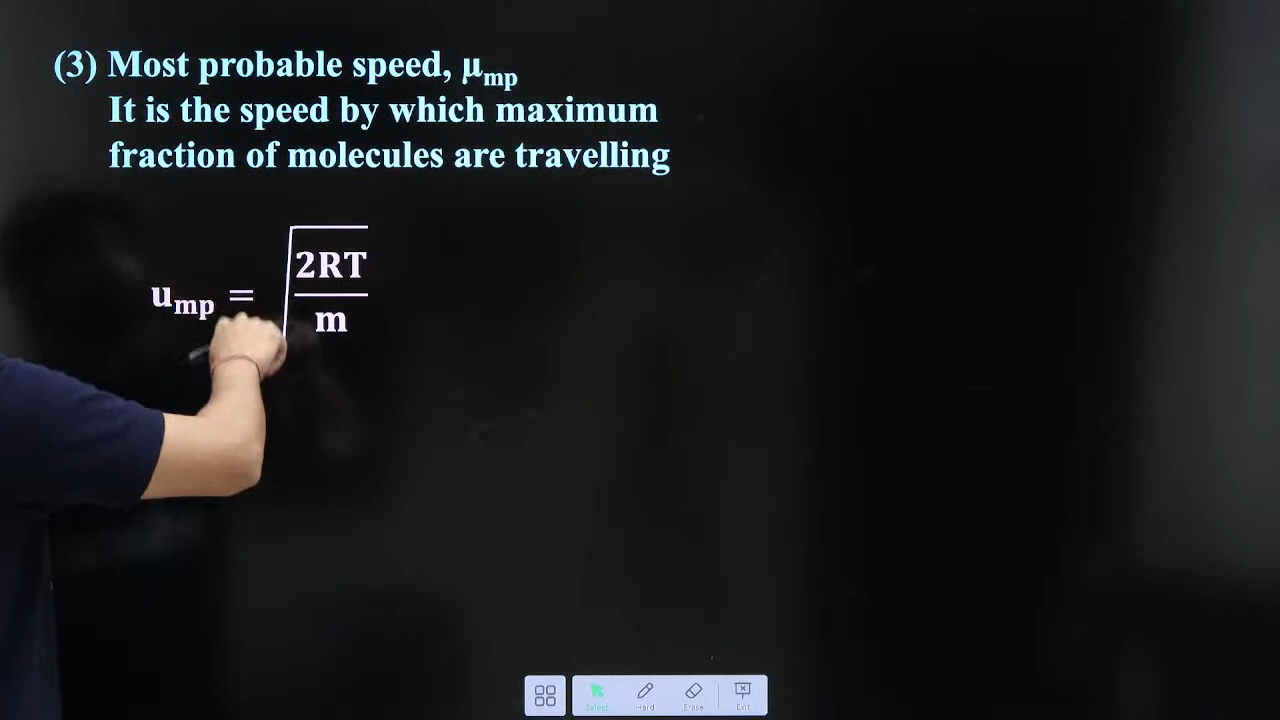 (3) Most probable speed, μmp
It is the speed by which maximum
fraction of molecules are travelling
ump = √(2RT/m)
Select Hard Erase Exit